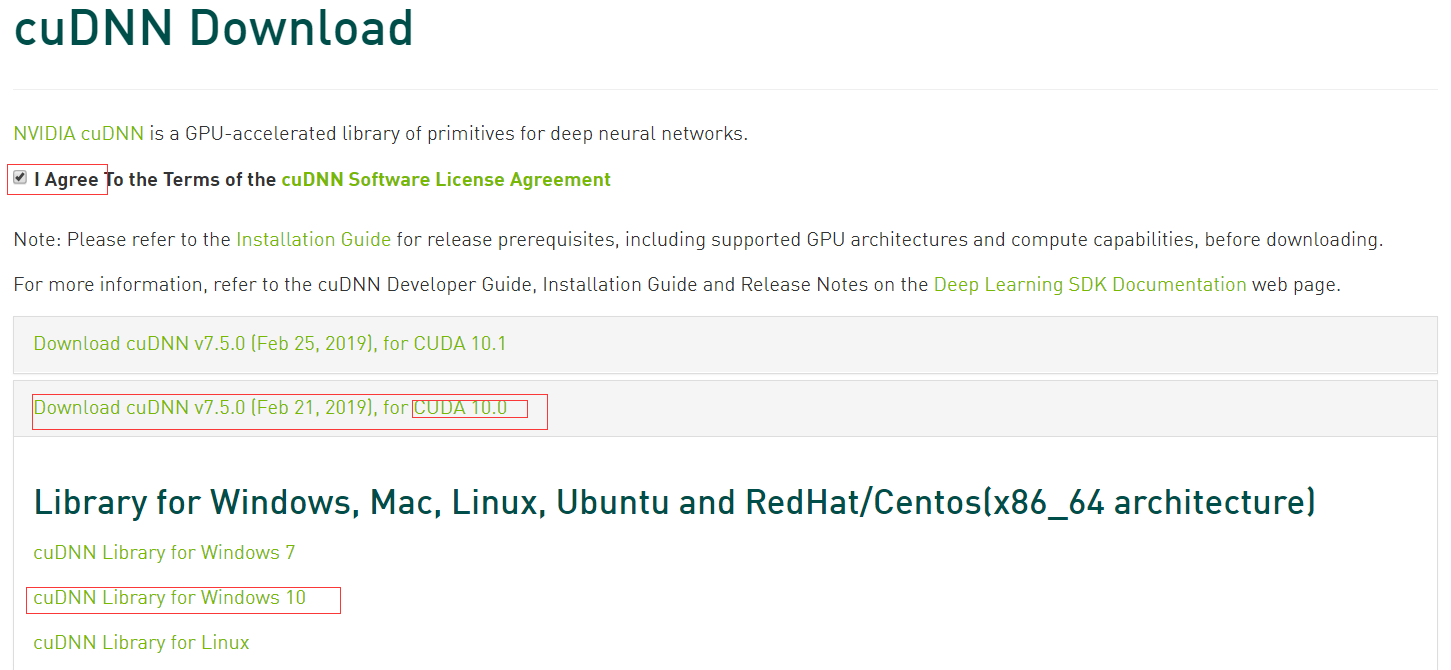 cuDNN Download
NVIDIA cuDNN is a GPU-accelerated library of primitives for deep neural networks.
I Agree To the Terms of the cuDNN Software License Agreement
Note: Please refer to the Installation Guide for release prerequisites, including supported GPU architectures and compute capabilities, before downloading.
For more information, refer to the cuDNN Developer Guide, Installation Guide and Release Notes on the Deep Learning SDK Documentation web page.
Download cuDNN v7.5.0 (Feb 25, 2019), for CUDA 10.1
Download cuDNN v7.5.0 (Feb 21, 2019), for CUDA 10.0
Library for Windows, Mac, Linux, Ubuntu and RedHat/Centos(x86_64 architecture)
cuDNN Library for Windows 7
cuDNN Library for Windows 10
cuDNN Library for Linux